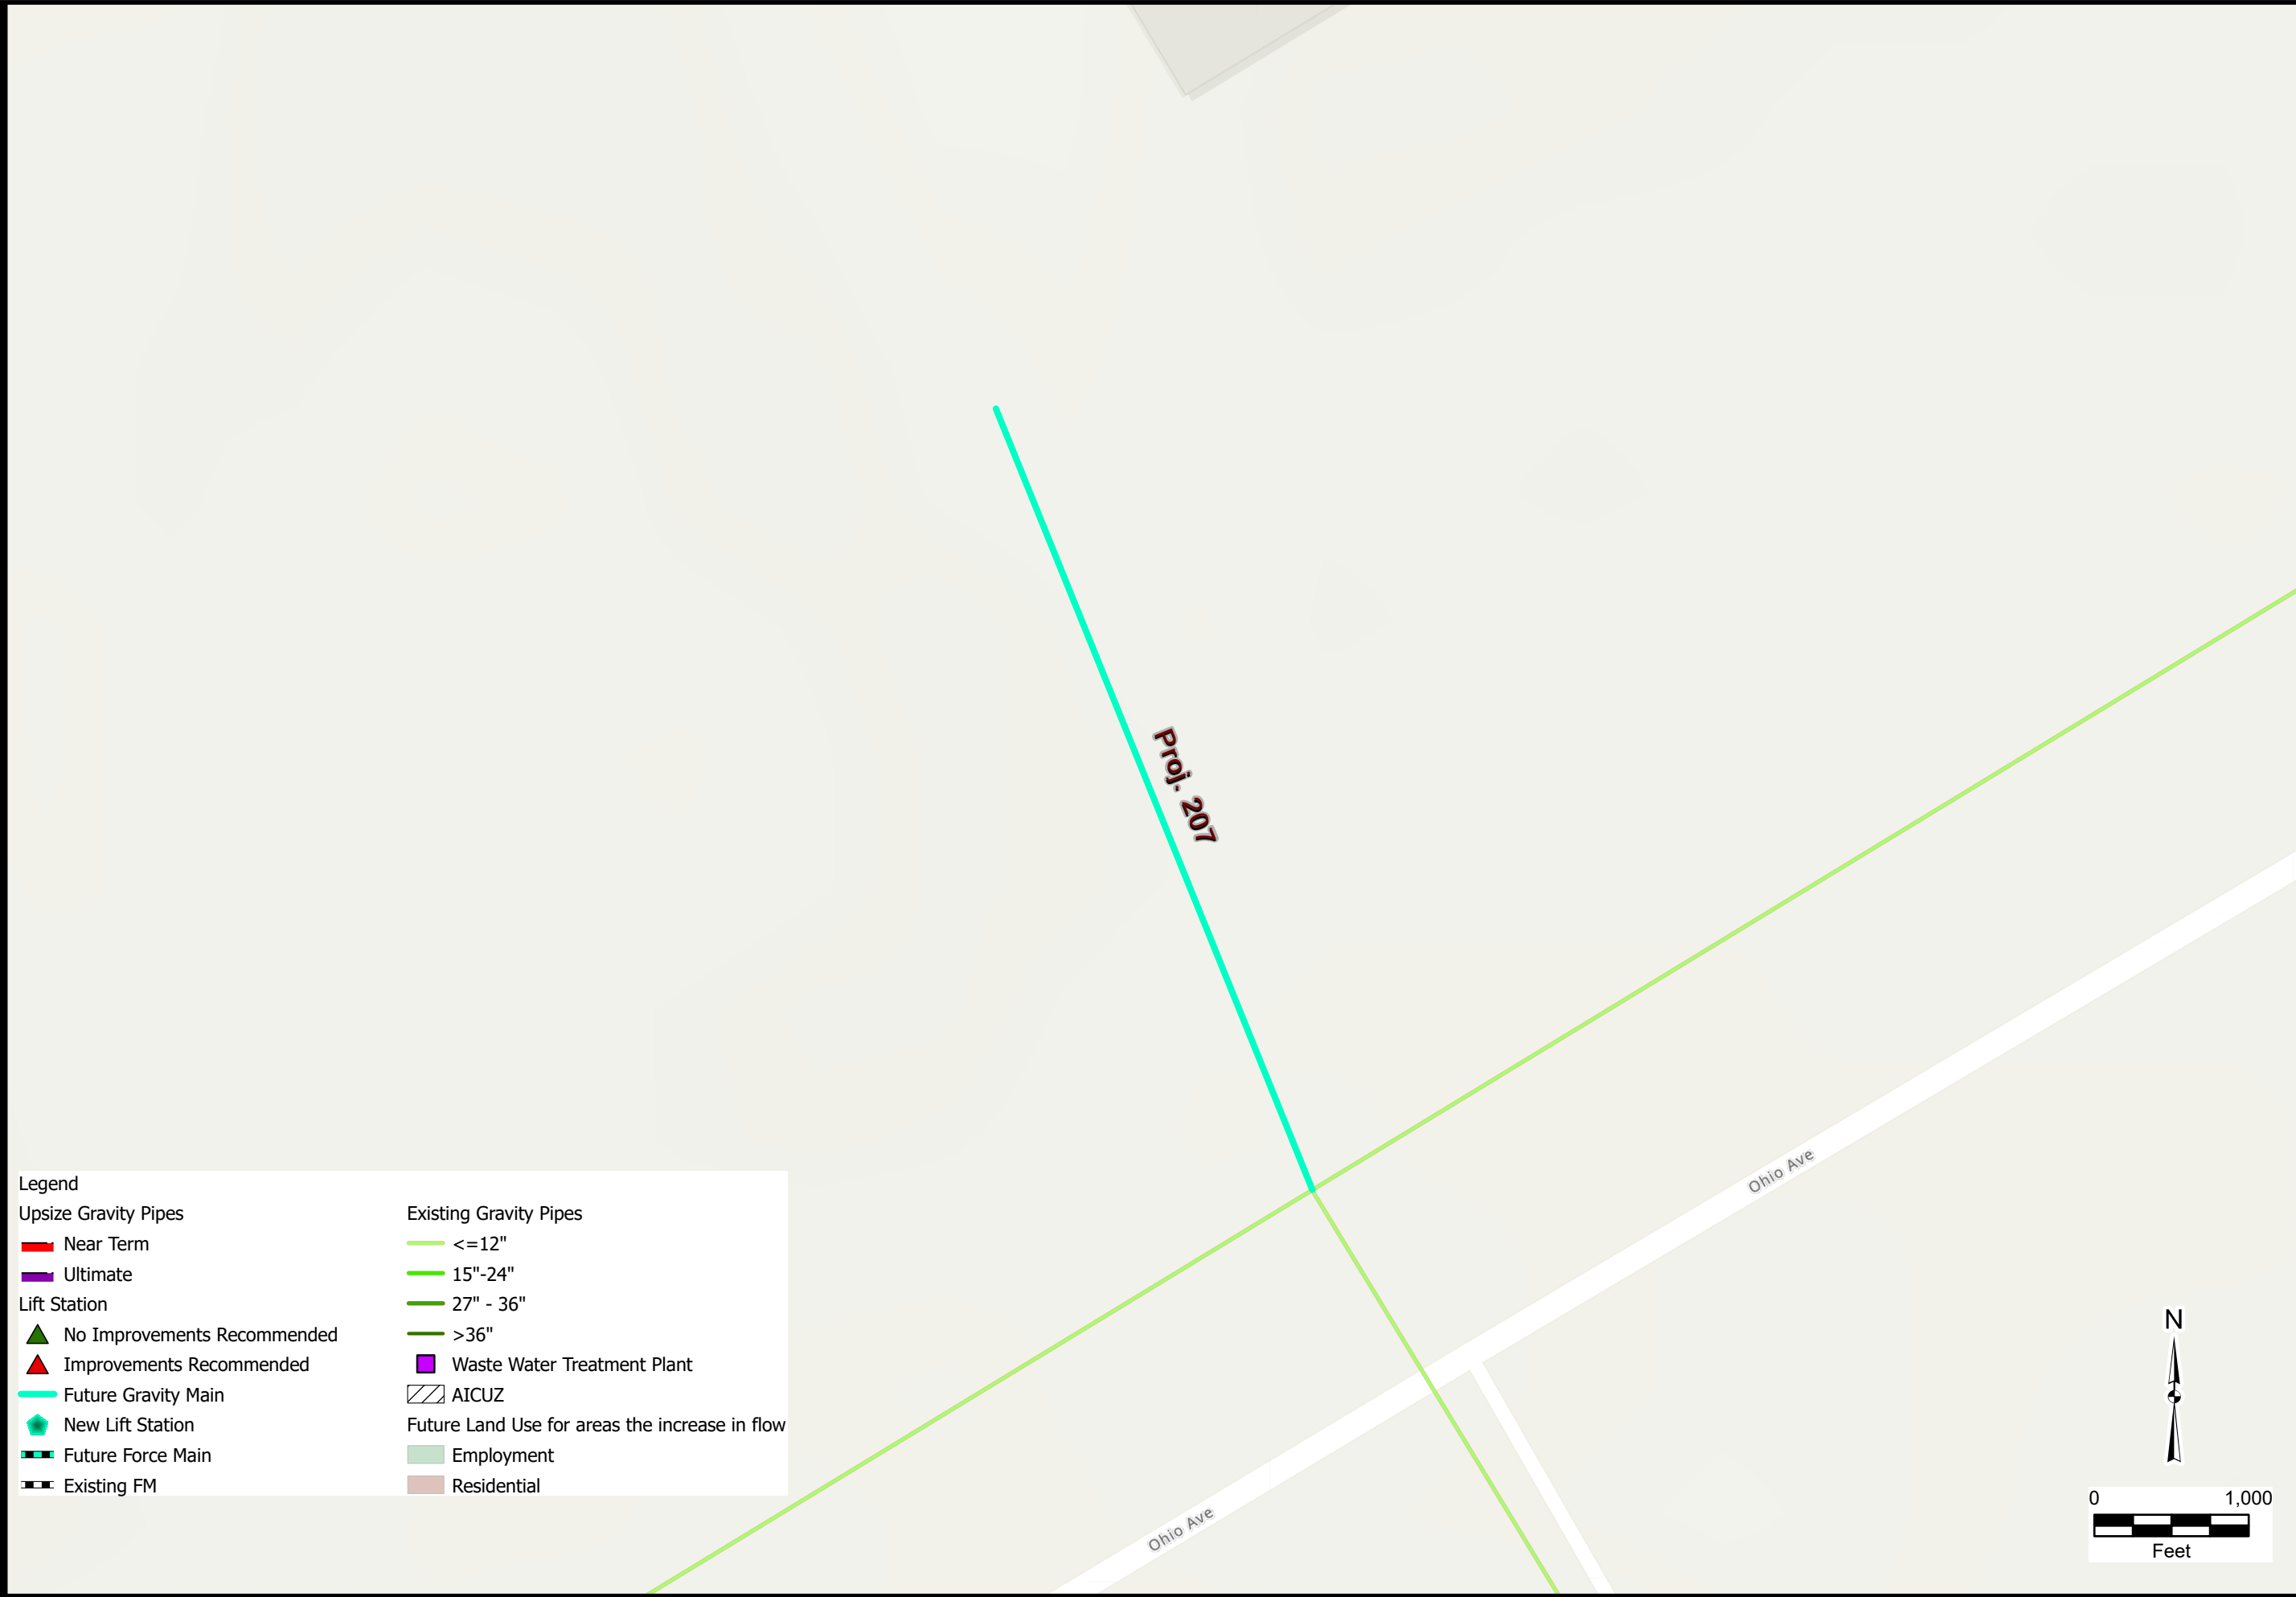 Proj. 207
Ohio Ave
Ohio Ave
Legend
Upsize Gravity Pipes
Near Term
Ultimate
Lift Station
No Improvements Recommended
Improvements Recommended
Future Gravity Main
New Lift Station
Future Force Main
Existing FM
Existing Gravity Pipes
<=12"
15"-24"
27" - 36"
>36"
Waste Water Treatment Plant
AICUZ
Future Land Use for areas the increase in flow
Employment
Residential
N
0 1,000
Feet